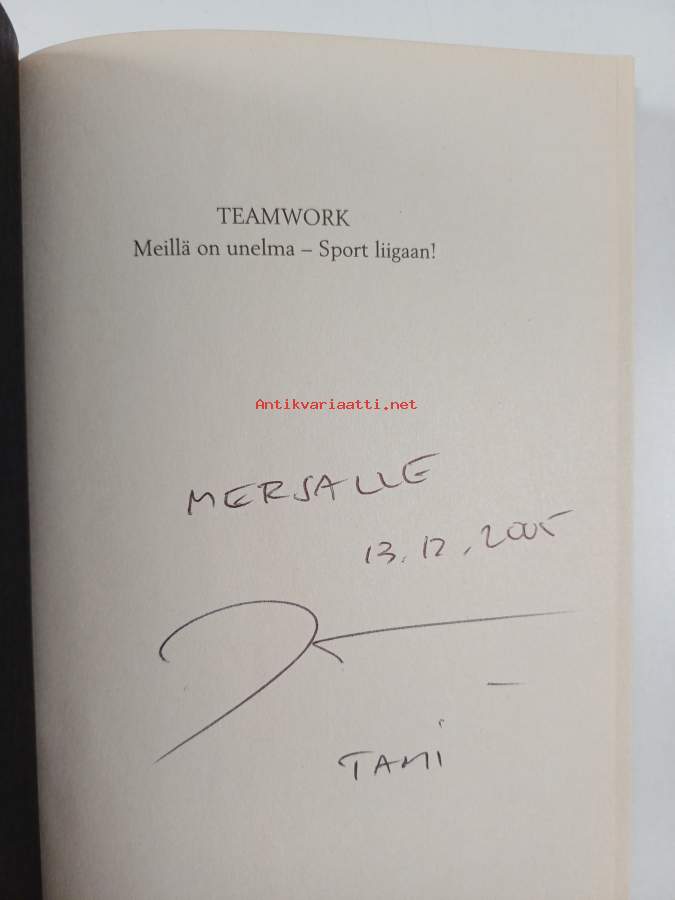 TEAMWORK
Meillä on unelma – Sport liigaan!
Antikvariaatti.net
MERSALLE
13.12.2005
TAMI